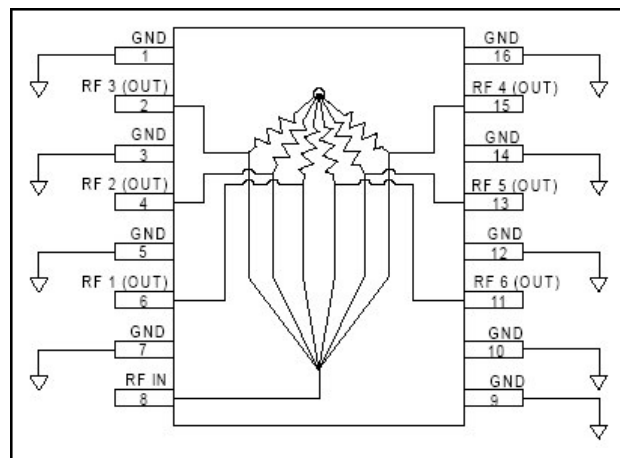 GND
1
RF 3 (OUT)
2
GND
3
RF 2 (OUT)
4
GND
5
RF 1 (OUT)
6
GND
7
RF IN
8
GND
16
RF 4 (OUT)
15
GND
14
RF 5 (OUT)
13
GND
12
RF 6 (OUT)
11
GND
10
GND
9